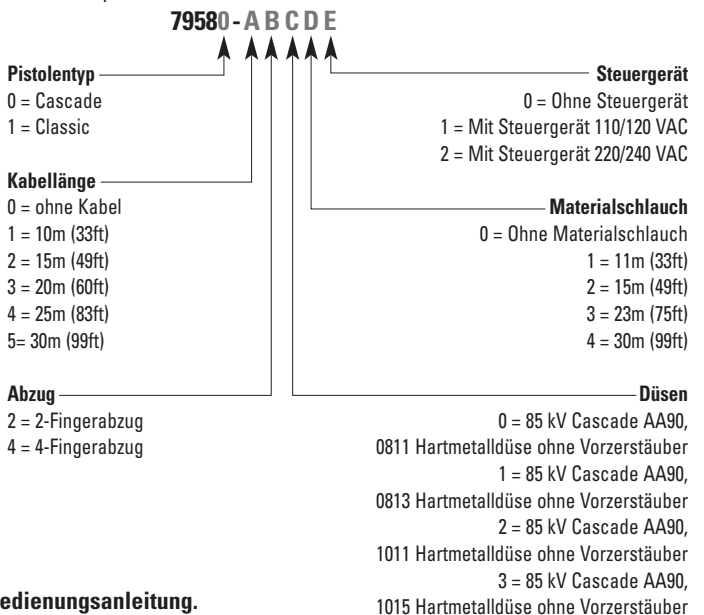 79580-ABCDE
Pistolentyp
0 = Cascade
1 = Classic
Kabellänge
0 = ohne Kabel
1 = 10m (33ft)
2 = 15m (49ft)
3 = 20m (60ft)
4 = 25m (83ft)
5= 30m (99ft)
Abzug
2 = 2-Fingerabzug
4 = 4-Fingerabzug
Steuergerät
0 = Ohne Steuergerät
1 = Mit Steuergerät 110/120 VAC
2 = Mit Steuergerät 220/240 VAC
Materialschlauch
0 = Ohne Materialschlauch
1 = 11m (33ft)
2 = 15m (49ft)
3 = 23m (75ft)
4 = 30m (99ft)
Düsen
0 = 85 kV Cascade AA90,
0811 Hartmetalldüse ohne Vorzerstäuber
1 = 85 kV Cascade AA90,
0813 Hartmetalldüse ohne Vorzerstäuber
2 = 85 kV Cascade AA90,
1011 Hartmetalldüse ohne Vorzerstäuber
3 = 85 kV Cascade AA90,
1015 Hartmetalldüse ohne Vorzerstäuber
edienungsanleitung.